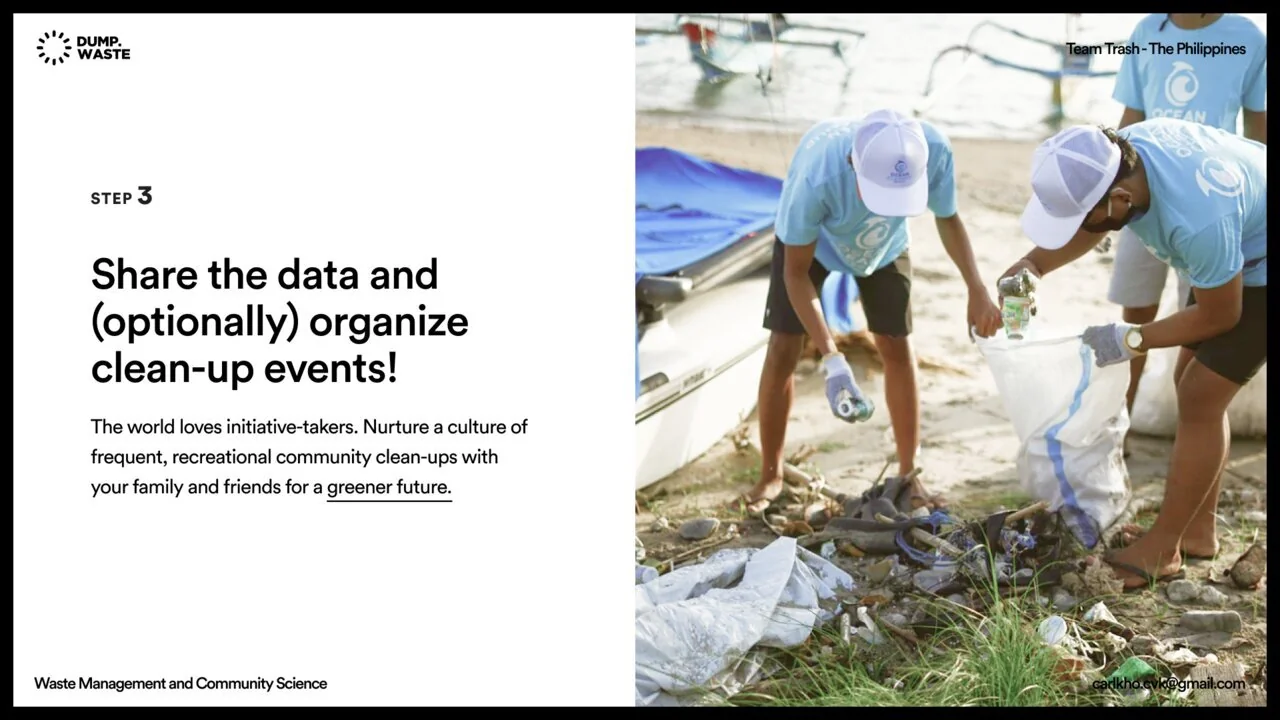 DUMP.
WASTE
Team Trash - The Philippines
STEP 3
Share the data and
(optionally) organize
clean-up events!
The world loves initiative-takers. Nurture a culture of
frequent, recreational community clean-ups with
your family and friends for a greener future.
OCEAN
Waste Management and Community Science
carlkho.cvk@gmail.com